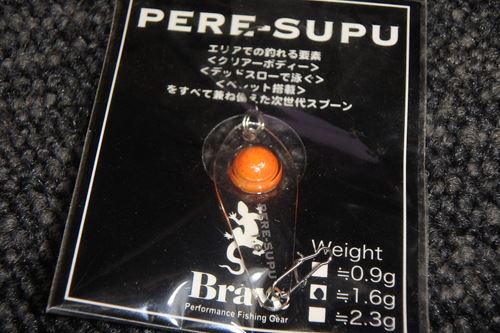 PERE-SUPU
エリアでの釣れる要素
<クリアーボディー>
<デッドスローで泳ぐ>
<ペレット搭載>
をすべて兼ね備えた次世代スプーン
PERE-SUPU
Weight
≒0.9g
≒1.6g
≒2.3g
Performance Fishing Gear